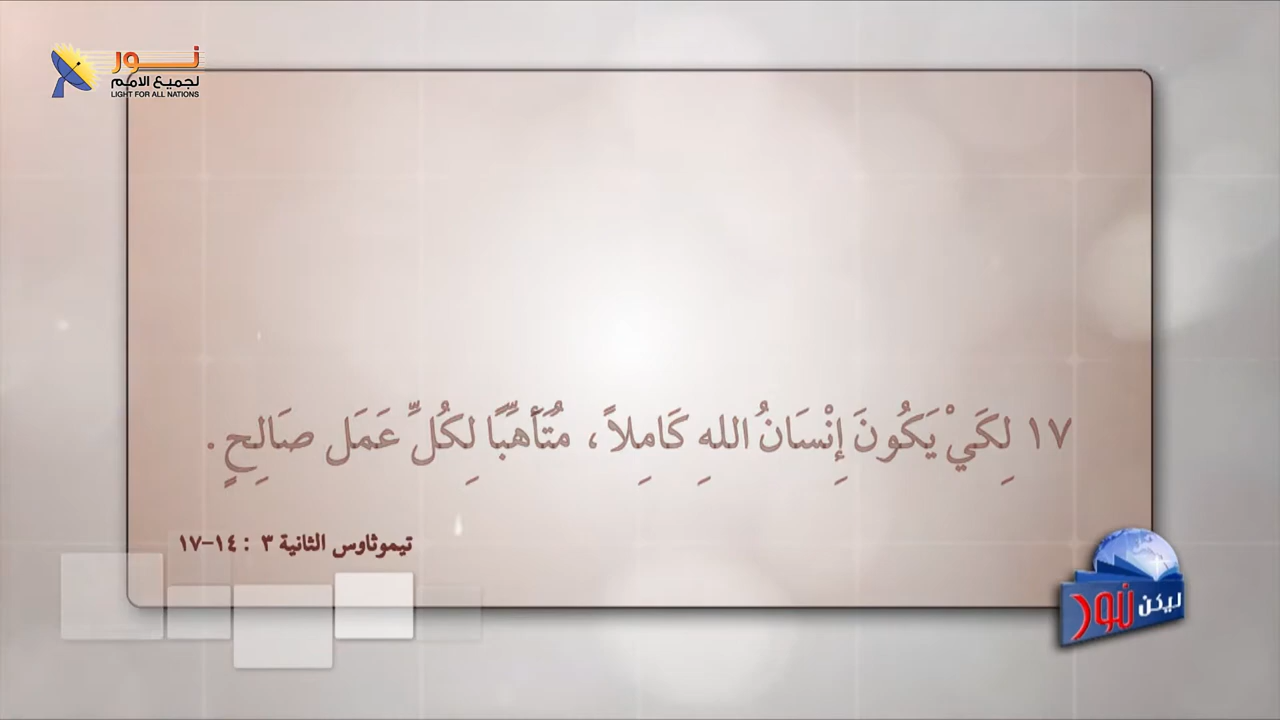 نـور
لجميع الامم
LIGHT FOR ALL NATIONS
١٧ لِكَيْ يَكُونَ إِنْسَانُ اللهِ كَامِلاً، مُتَأَهِّبًا لِكُلِّ عَمَل صَالِحٍ.
تيموثاوس الثانية ٣ : ١٤-١٧
ليكن نور